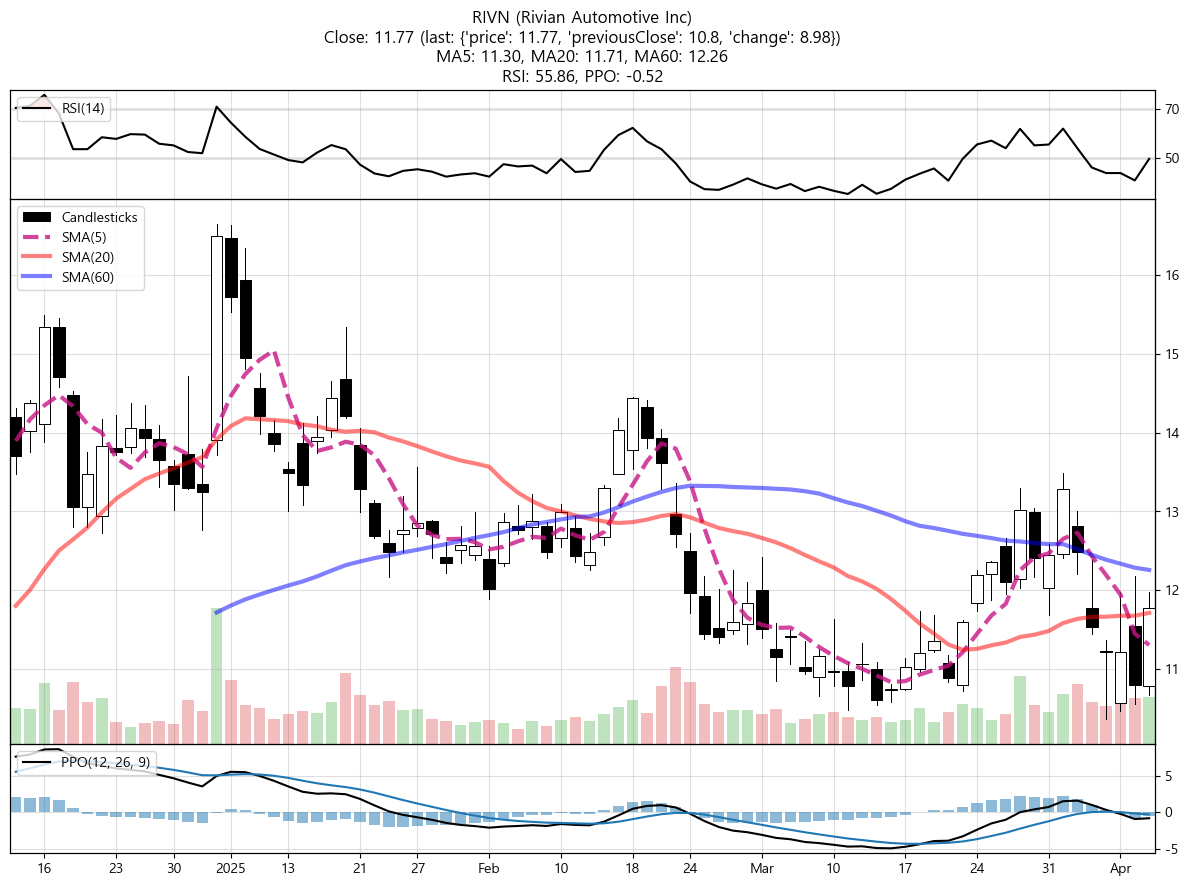 RIVN (Rivian Automotive Inc)
Close: 11.77 (last: {'price': 11.77, 'previousClose': 10.8, 'change': 8.98})
MA5: 11.30, MA20: 11.71, MA60: 12.26
RSI: 55.86, PPO: -0.52
RSI(14)
70
50
Candlesticks
SMA(5)
SMA(20)
SMA(60)
16
15
14
13
12
11
PPO(12, 26, 9)
5
0
-5
16 23 30 2025 13 21 27 Feb 10 18 24 Mar 10 17 24 31 Apr